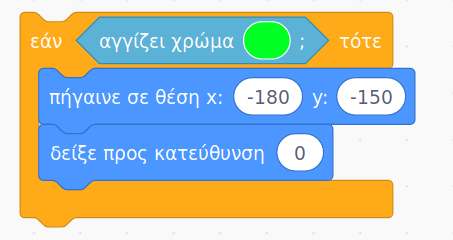 εάν αγγίζει χρώμα ; τότε
πήγαινε σε θέση x: -180 y: -150
δείξε προς κατεύθυνση 0